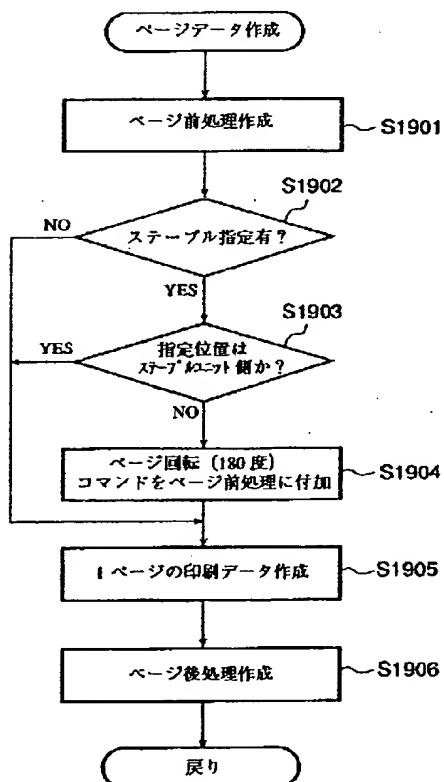 ページデータ作成
ページ前処理作成
S1901
S1902
NO
ステープル指定有？
YES
S1903
YES
指定位置は
ステープルユニット側か？
NO
ページ回転（180度）
コマンドをページ前処理に付加
S1904
1ページの印刷データ作成
S1905
ページ後処理作成
S1906
戻り